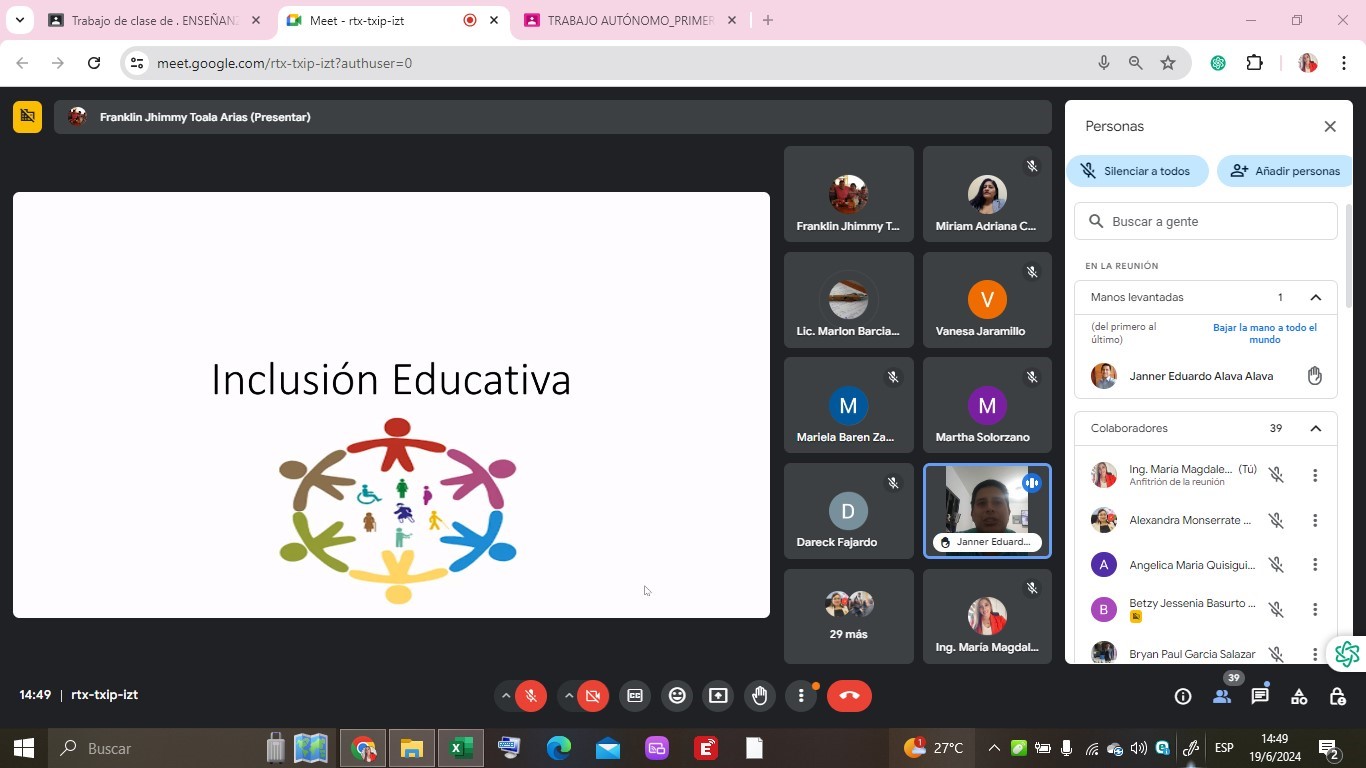 Trabajo de clase de . ENSEÑAN
Meet - rtx-txip-izt
TRABAJO AUTÓNOMO_PRIMER
meet.google.com/rtx-txip-izt?authuser=0
Franklin Jhimmy Toala Arias (Presentar)
Inclusión Educativa
Franklin Jhimmy T...
Miriam Adriana C...
Lic. Marlon Barcia...
V
Vanesa Jaramillo
M
Mariela Baren Za...
M
Martha Solorzano
D
Dareck Fajardo
Janner Eduard...
29 más
Ing. María Magdal...
Personas
Silenciar a todos
Añadir personas
Buscar a gente
EN LA REUNIÓN
Manos levantadas 1
(del primero al
último)
Bajar la mano a todo el
mundo
Janner Eduardo Alava Alava
Colaboradores 39
Ing. María Magdale... (Tú)
Anfitrión de la reunión
Alexandra Monserrate ...
A
Angelica Maria Quisigui...
B
Betzy Jessenia Basurto ...
Bryan Paul Garcia Salazar
14:49 | rtx-txip-izt
39
Buscar
27°C
ESP
14:49
19/6/2024
2